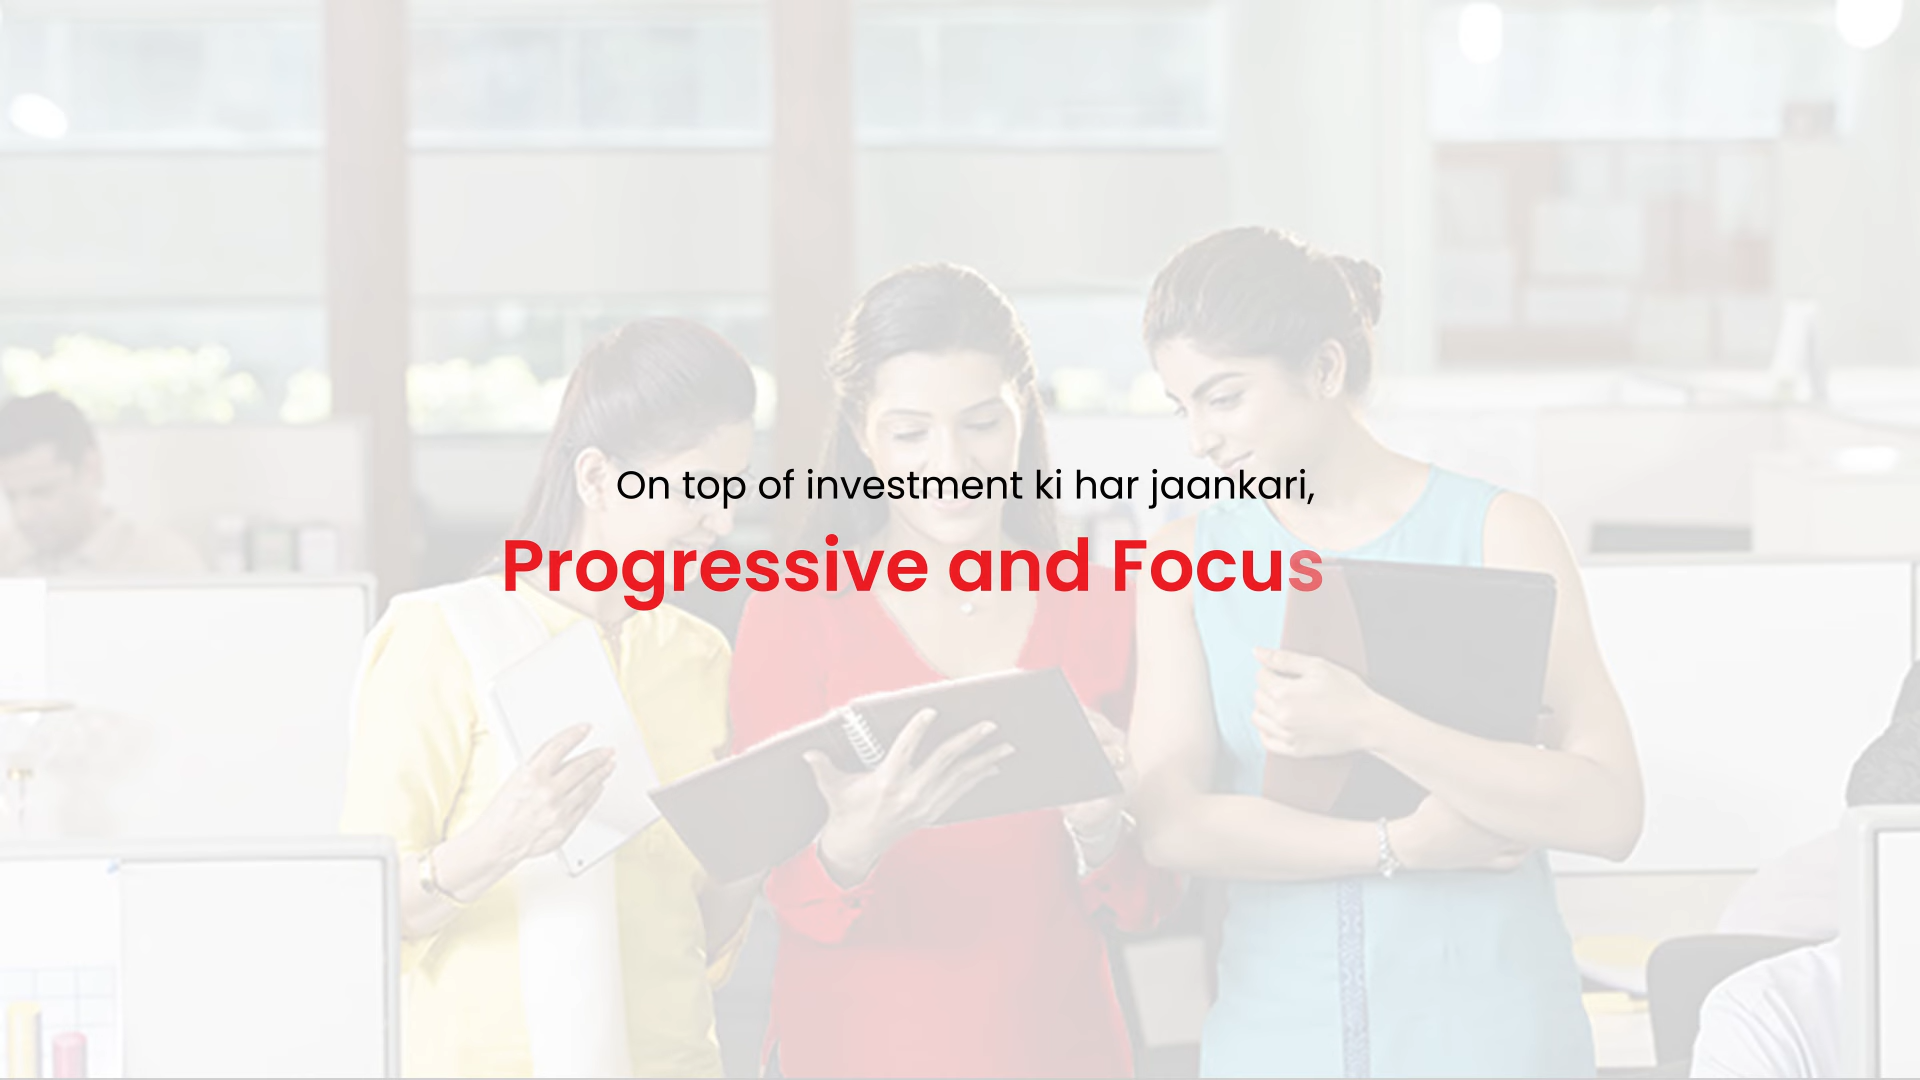 On top of investment ki har jaankari,
Progressive and Focus